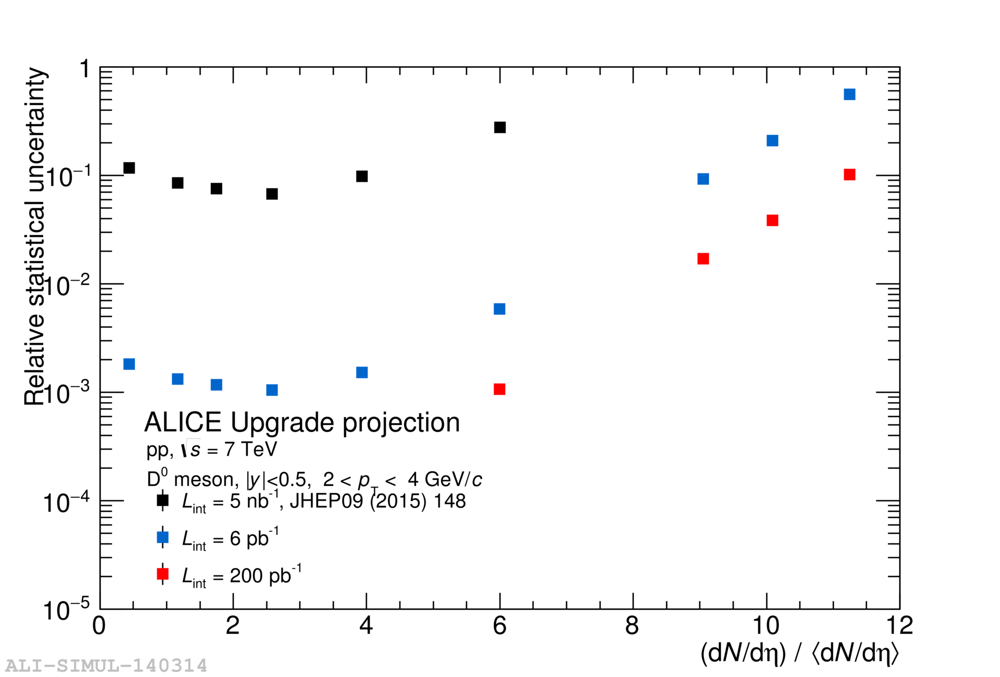 Relative statistical uncertainty
1
10⁻¹
10⁻²
10⁻³
10⁻⁴
10⁻⁵
ALICE Upgrade projection
pp, √s = 7 TeV
D⁰ meson, |y|<0.5, 2 < p_T < 4 GeV/c
L_int = 5 nb⁻¹, JHEP09 (2015) 148
L_int = 6 pb⁻¹
L_int = 200 pb⁻¹
0 2 4 6 8 10 12
(dN/dη) / ⟨dN/dη⟩
ALI-SIMUL-140314